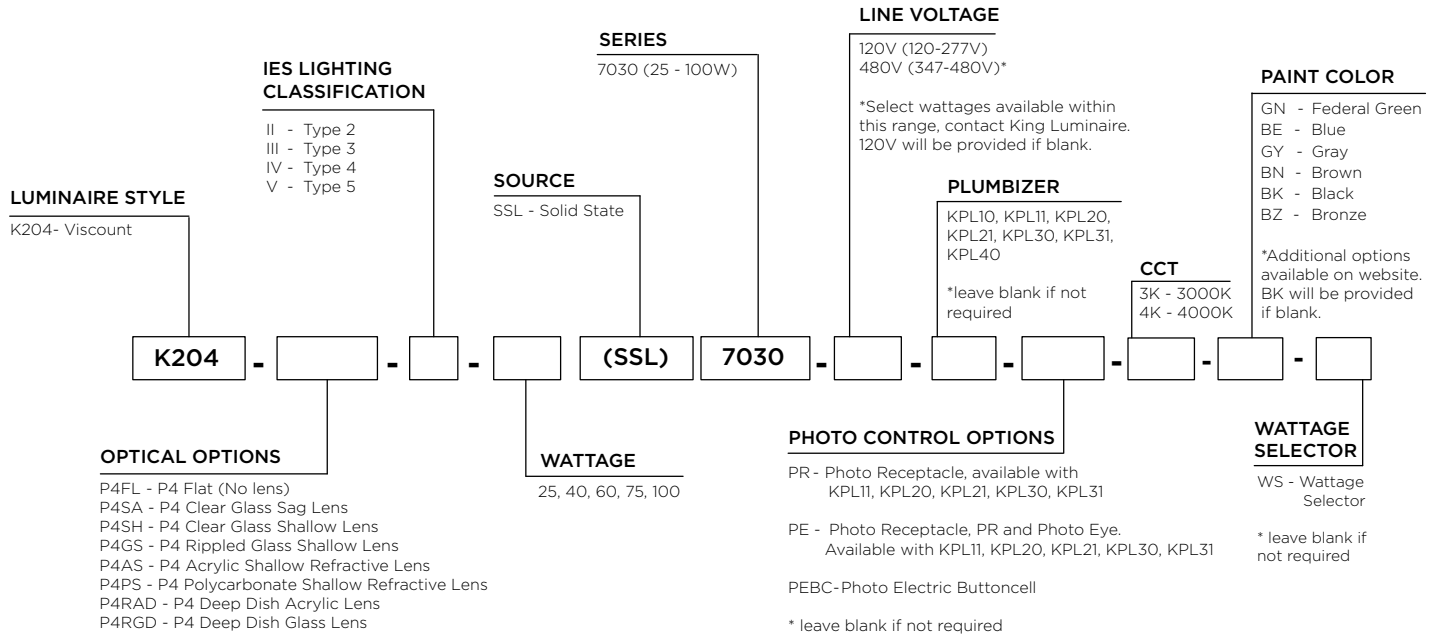 LUMINAIRE STYLE
K204- Viscount
IES LIGHTING
CLASSIFICATION
II - Type 2
III - Type 3
IV - Type 4
V - Type 5
SOURCE
SSL - Solid State
SERIES
7030 (25 - 100W)
LINE VOLTAGE
120V (120-277V)
480V (347-480V)*
*Select wattages available within
this range, contact King Luminaire.
120V will be provided if blank.
PLUMBIZER
KPL10, KPL11, KPL20,
KPL21, KPL30, KPL31,
KPL40
*leave blank if not
required
CCT
3K - 3000K
4K - 4000K
PAINT COLOR
GN - Federal Green
BE - Blue
GY - Gray
BN - Brown
BK - Black
BZ - Bronze
*Additional options
available on website.
BK will be provided
if blank.
K204 - - - (SSL) 7030 - - - - - -
OPTICAL OPTIONS
P4FL - P4 Flat (No lens)
P4SA - P4 Clear Glass Sag Lens
P4SH - P4 Clear Glass Shallow Lens
P4GS - P4 Rippled Glass Shallow Lens
P4AS - P4 Acrylic Shallow Refractive Lens
P4PS - P4 Polycarbonate Shallow Refractive Lens
P4RAD - P4 Deep Dish Acrylic Lens
P4RGD - P4 Deep Dish Glass Lens
WATTAGE
25, 40, 60, 75, 100
PHOTO CONTROL OPTIONS
PR - Photo Receptacle, available with
KPL11, KPL20, KPL21, KPL30, KPL31
PE - Photo Receptacle, PR and Photo Eye.
Available with KPL11, KPL20, KPL21, KPL30, KPL31
PEBC-Photo Electric Buttoncell
* leave blank if not required
WATTAGE
SELECTOR
WS - Wattage
Selector
* leave blank if
not required